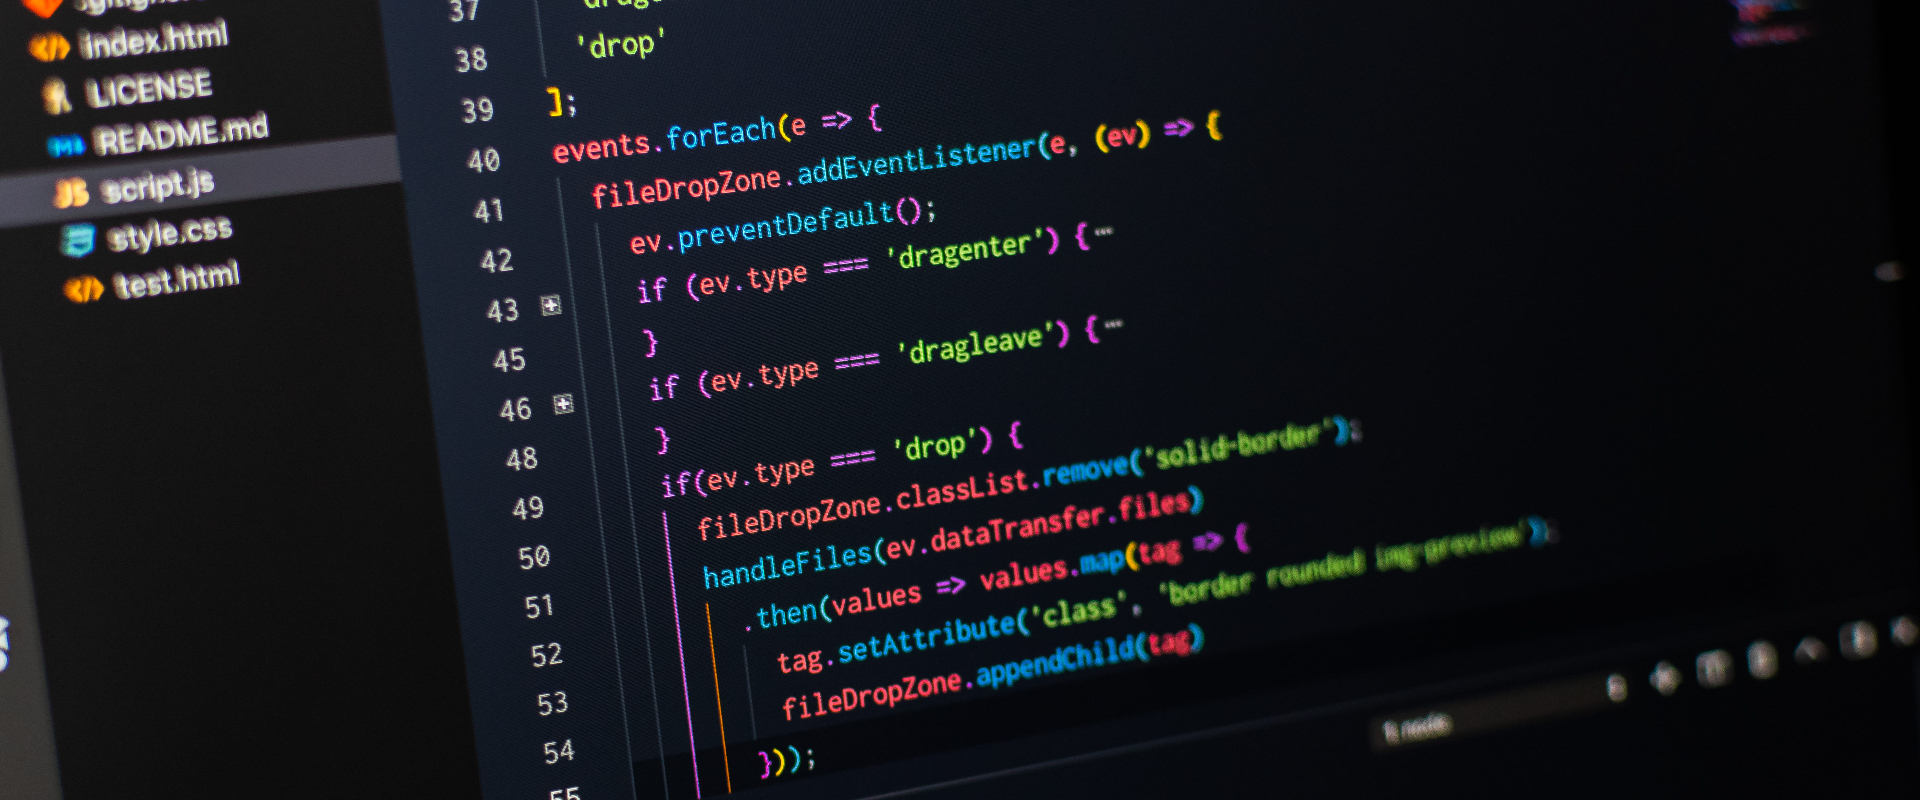 index.html
LICENSE
README.md
script.js
style.css
test.html
37
38 'drop'
39 ];
40 events.forEach(e => {
41 fileDropZone.addEventListener(e, (ev) => {
42 ev.preventDefault();
43 if (ev.type === 'dragenter') {…
45 }
46 if (ev.type === 'dragleave') {…
48 }
49 if(ev.type === 'drop') {
50 fileDropZone.classList.remove('solid-border');
51 handleFiles(ev.dataTransfer.files)
52 .then(values => values.map(tag => {
53 tag.setAttribute('class', 'border rounded img-preview');
54 fileDropZone.appendChild(tag)
55 }));